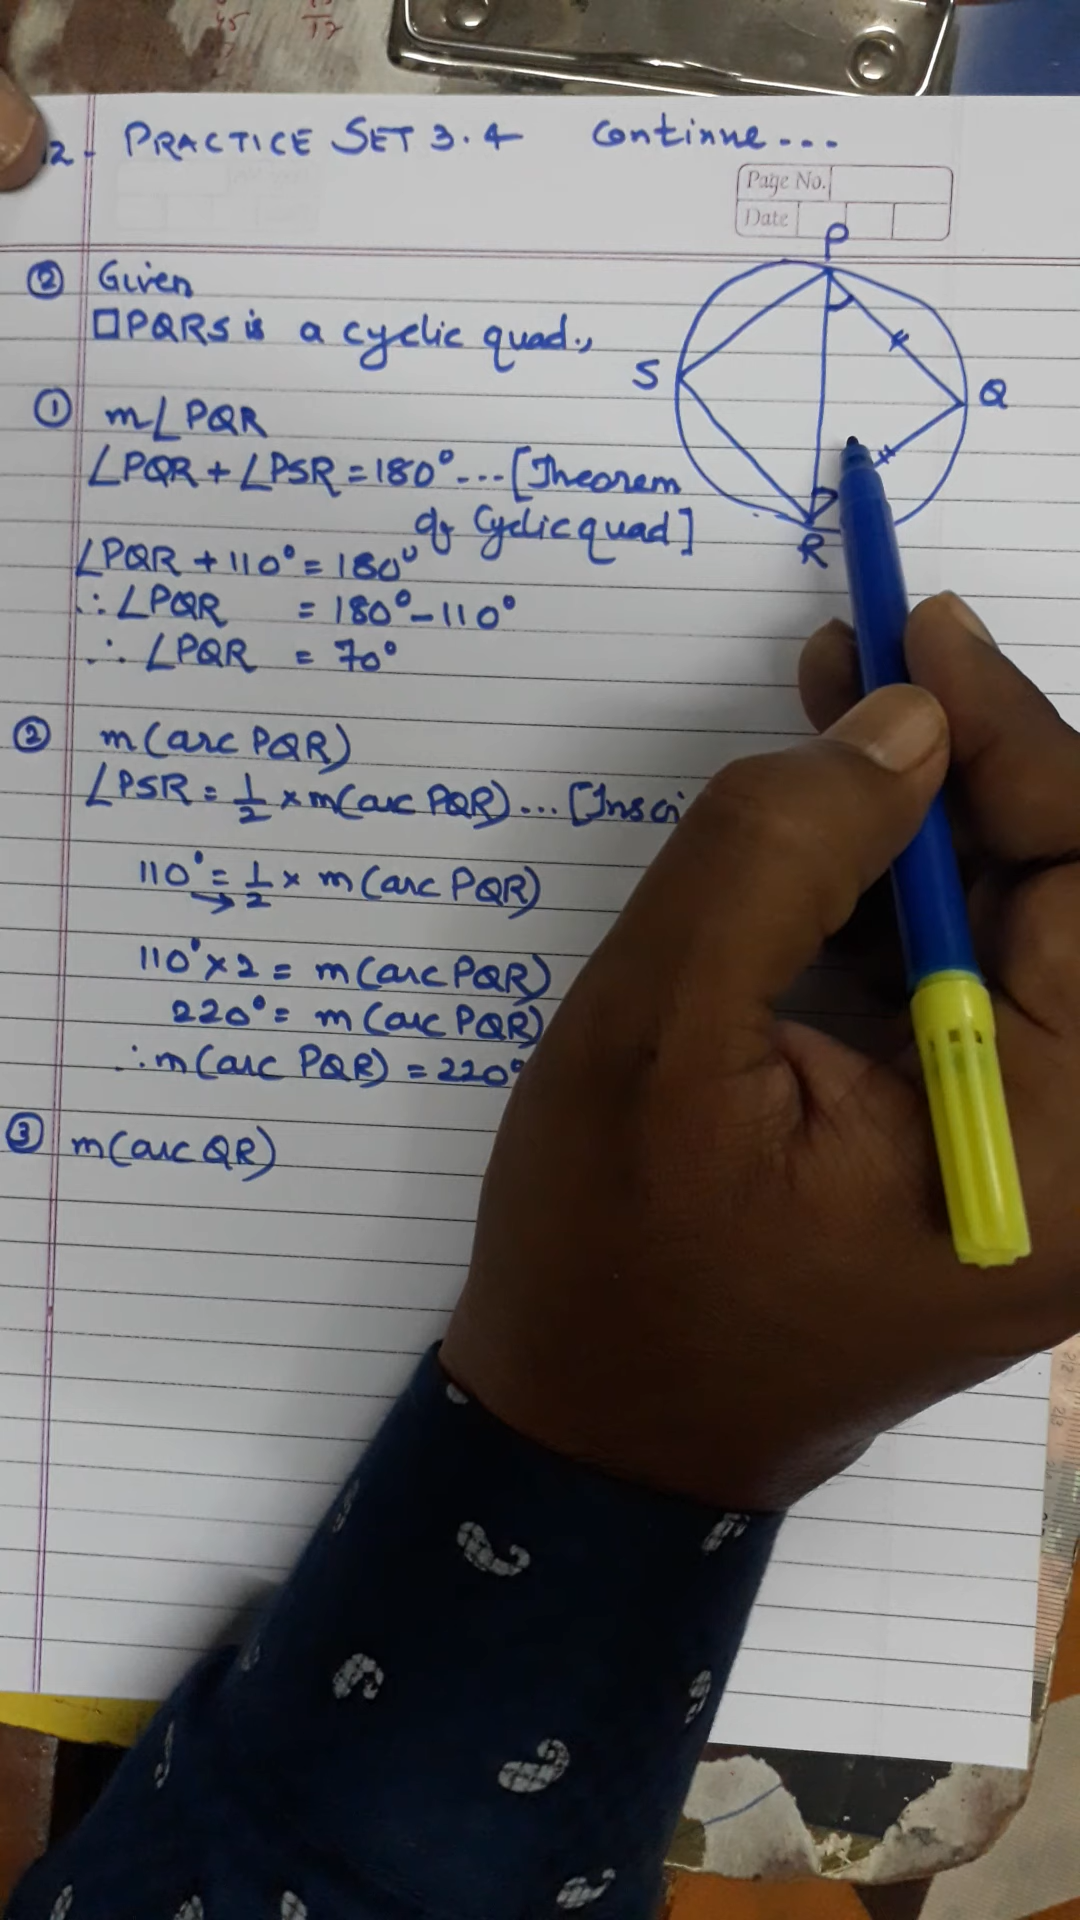 12- PRACTICE SET 3.4 Continue...
Page No.
Date
② Given
□PQRS is a cyclic quad.,
P
S
Q
R
① m∠PQR
∠PQR + ∠PSR = 180° ... [Theorem
of Cyclic quad]
∠PQR + 110° = 180°
∴ ∠PQR = 180° - 110°
∴ ∠PQR = 70°
② m(arc PQR)
∠PSR = 1/2 × m(arc PQR) ... [Insci
110° = 1/2 × m(arc PQR)
110° × 2 = m(arc PQR)
220° = m(arc PQR)
∴ m(arc PQR) = 220°
③ m(arc QR)